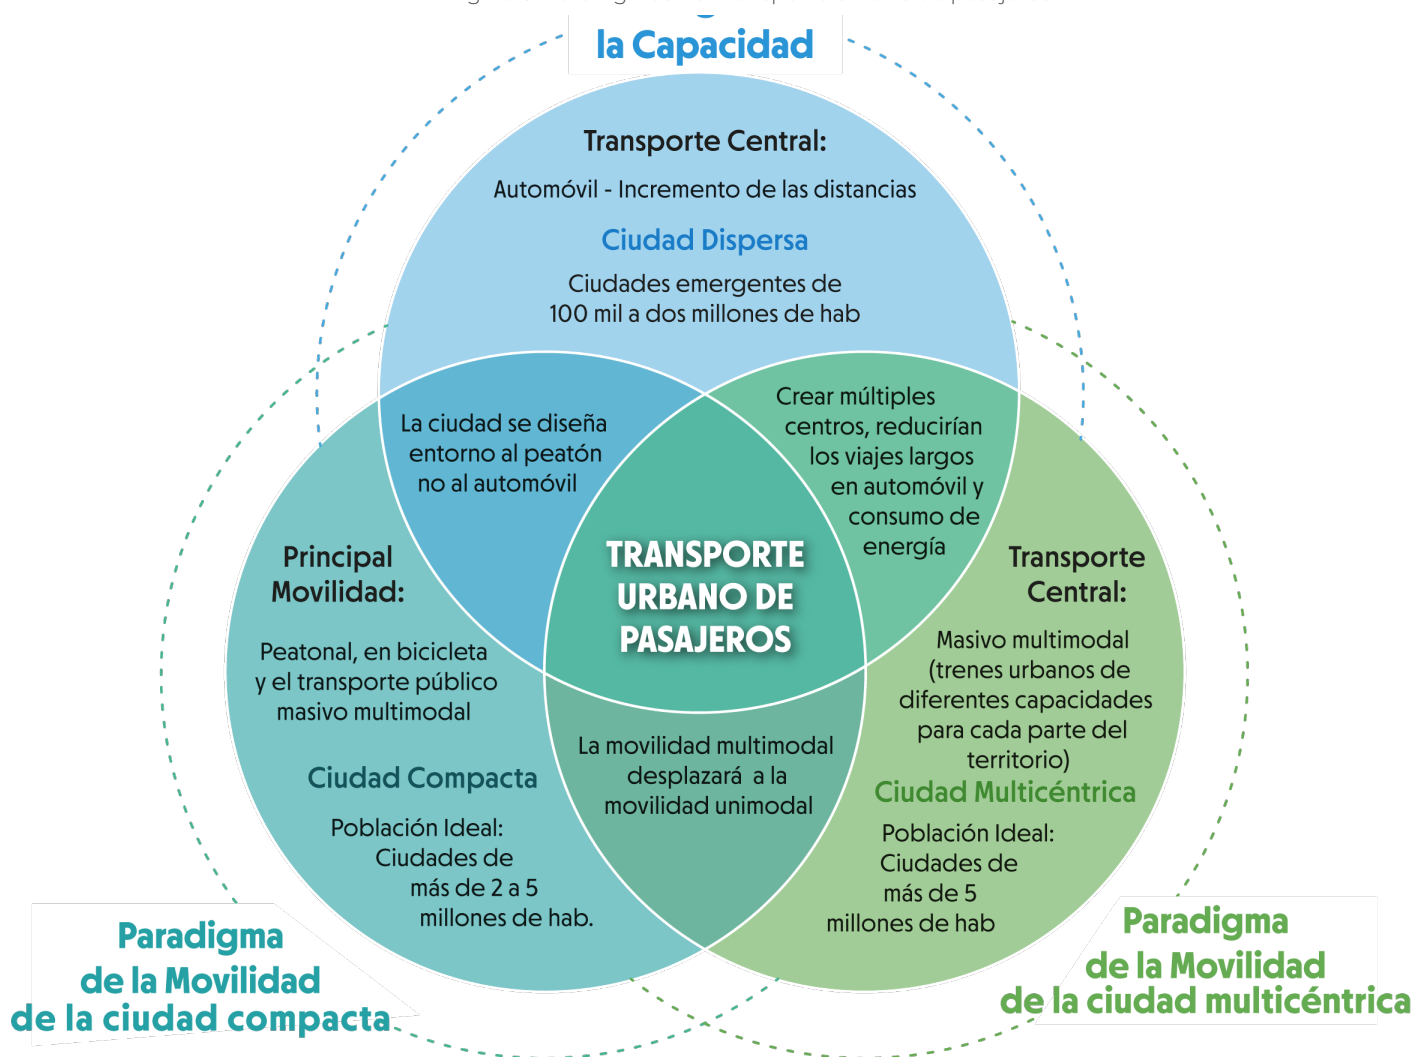 la Capacidad
Transporte Central:
Automóvil - Incremento de las distancias
Ciudad Dispersa
Ciudades emergentes de
100 mil a dos millones de hab
La ciudad se diseña
entorno al peatón
no al automóvil
Crear múltiples
centros, reducirían
los viajes largos
en automóvil y
consumo de
energía
TRANSPORTE
URBANO DE
PASAJEROS
Principal
Movilidad:
Peatonal, en bicicleta
y el transporte público
masivo multimodal
Ciudad Compacta
Población Ideal:
Ciudades de
más de 2 a 5
millones de hab.
La movilidad multimodal
desplazará a la
movilidad unimodal
Transporte
Central:
Masivo multimodal
(trenes urbanos de
diferentes capacidades
para cada parte del
territorio)
Ciudad Multicéntrica
Población Ideal:
Ciudades de
más de 5
millones de hab
Paradigma
de la Movilidad
de la ciudad compacta
Paradigma
de la Movilidad
de la ciudad multicéntrica